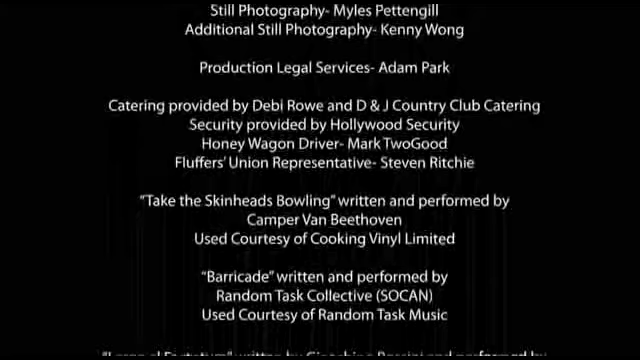 Still Photography- Myles Pettengill
Additional Still Photography- Kenny Wong
Production Legal Services- Adam Park
Catering provided by Debi Rowe and D & J Country Club Catering
Security provided by Hollywood Security
Honey Wagon Driver- Mark TwoGood
Fluffers' Union Representative- Steven Ritchie
"Take the Skinheads Bowling" written and performed by
Camper Van Beethoven
Used Courtesy of Cooking Vinyl Limited
"Barricade" written and performed by
Random Task Collective (SOCAN)
Used Courtesy of Random Task Music